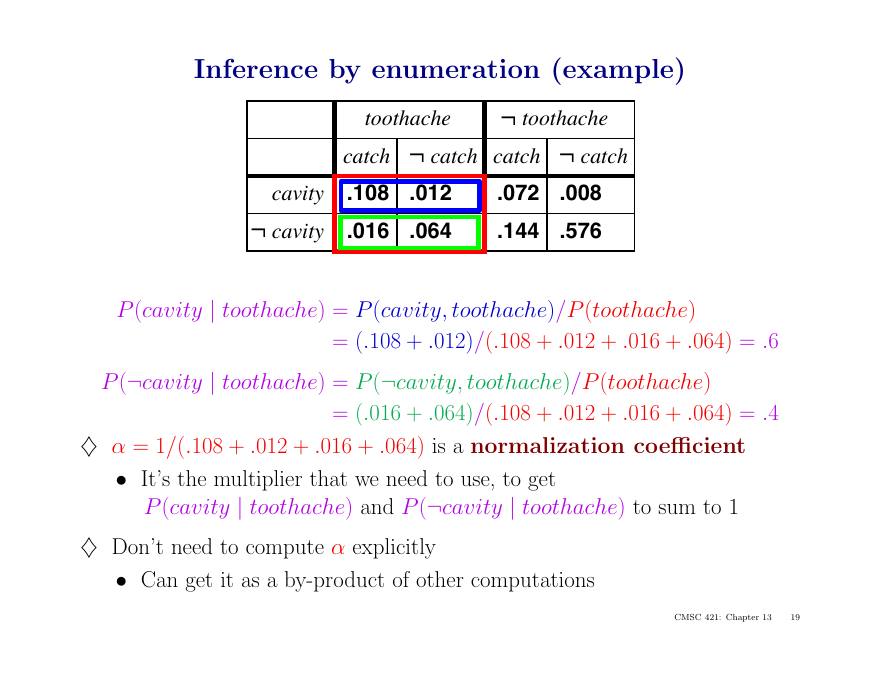 Inference by enumeration (example)
toothache ¬ toothache
catch ¬ catch catch ¬ catch
cavity .108 .012 .072 .008
¬ cavity .016 .064 .144 .576
P(cavity | toothache) = P(cavity, toothache)/P(toothache)
= (.108 + .012)/(.108 + .012 + .016 + .064) = .6
P(¬cavity | toothache) = P(¬cavity, toothache)/P(toothache)
= (.016 + .064)/(.108 + .012 + .016 + .064) = .4
♢ α = 1/(.108 + .012 + .016 + .064) is a normalization coefficient
• It's the multiplier that we need to use, to get
P(cavity | toothache) and P(¬cavity | toothache) to sum to 1
♢ Don't need to compute α explicitly
• Can get it as a by-product of other computations
CMSC 421: Chapter 13 19